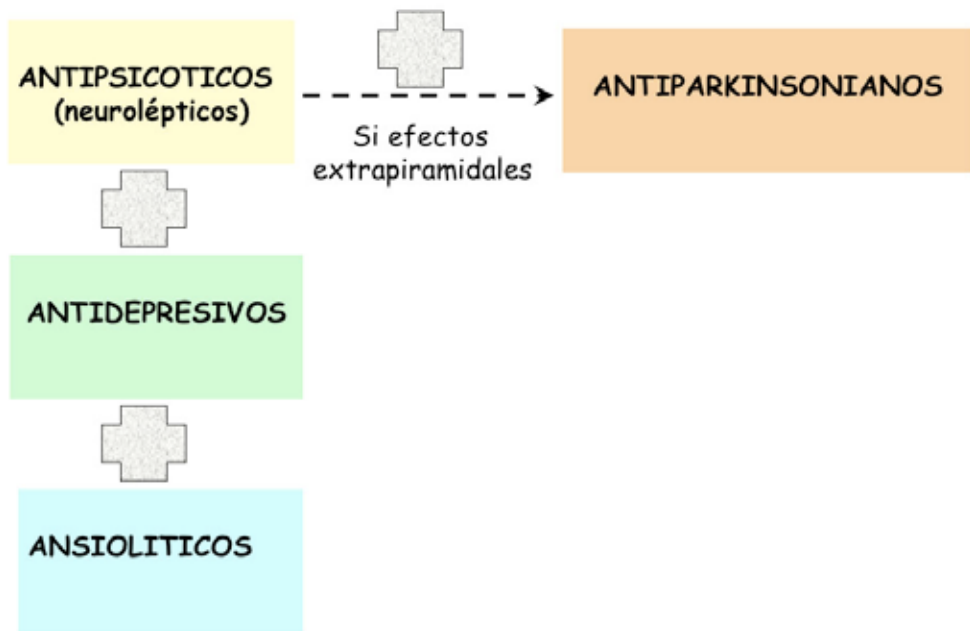 ANTIPSICOTICOS
(neurolépticos)
Si efectos
extrapiramidales
ANTIPARKINSONIANOS
ANTIDEPRESIVOS
ANSIOLITICOS